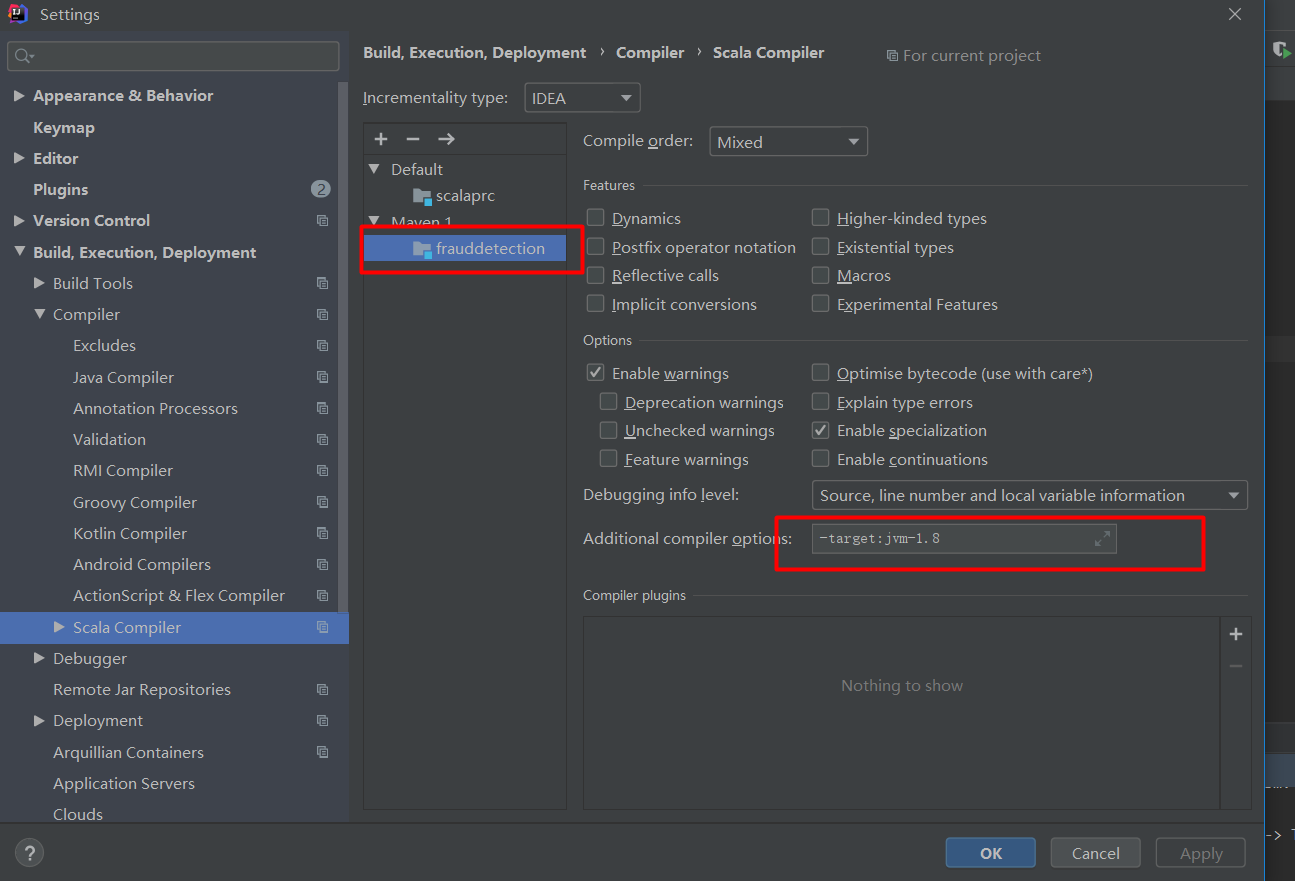 Settings
Appearance & Behavior
Keymap
Editor
Plugins 2
Version Control
Build, Execution, Deployment
Build Tools
Compiler
Excludes
Java Compiler
Annotation Processors
Validation
RMI Compiler
Groovy Compiler
Kotlin Compiler
Android Compilers
ActionScript & Flex Compiler
Scala Compiler
Debugger
Remote Jar Repositories
Deployment
Arquillian Containers
Application Servers
Clouds
Build, Execution, Deployment › Compiler › Scala Compiler For current project
Incrementality type: IDEA
Default
scalaprc
Maven 1
frauddetection
Compile order: Mixed
Features
Dynamics Higher-kinded types
Postfix operator notation Existential types
Reflective calls Macros
Implicit conversions Experimental Features
Options
Enable warnings Optimise bytecode (use with care*)
Deprecation warnings Explain type errors
Unchecked warnings Enable specialization
Feature warnings Enable continuations
Debugging info level: Source, line number and local variable information
Additional compiler options: -target:jvm-1.8
Compiler plugins
Nothing to show
?
OK Cancel Apply